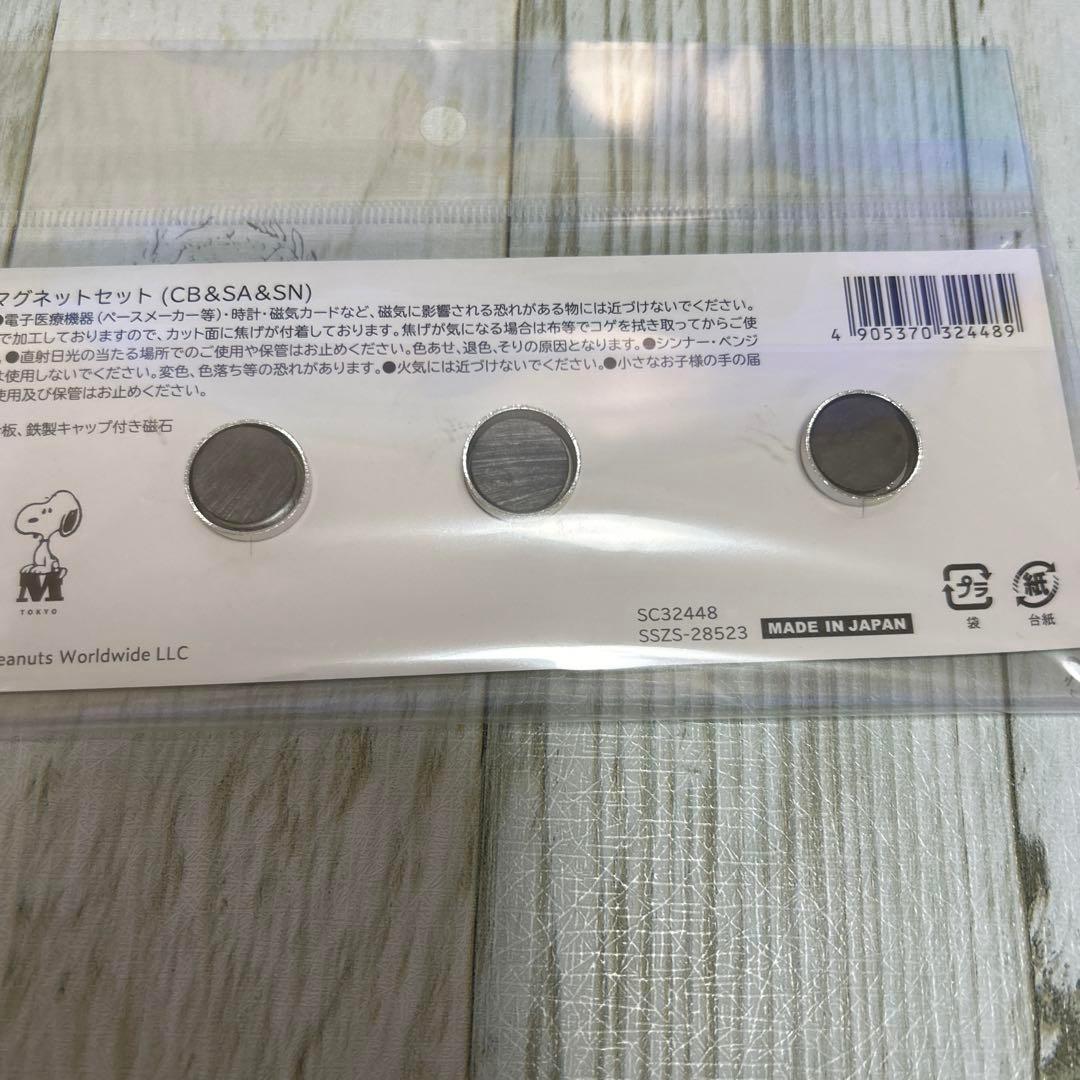 マグネットセット (CB&SA&SN)
●電子医療機器(ペースメーカー等)・時計・磁気カードなど、磁気に影響される恐れがある物には近づけないでください。
で加工しておりますので、カット面に焦げが付着しております。焦げが気になる場合は布等でコゲを拭き取ってからご使
。●直射日光の当たる場所でのご使用や保管はお止めください。色あせ、退色、そりの原因となります。●シンナー・ベンジ
は使用しないでください。変色、色落ち等の恐れがあります。●火気には近づけないでください。●小さなお子様の手の届
使用及び保管はお止めください。
板、鉄製キャップ付き磁石
4 905370 324489
M
TOKYO
eanuts Worldwide LLC
SC32448
SSZS-28523
MADE IN JAPAN
プラ
袋
紙
台紙